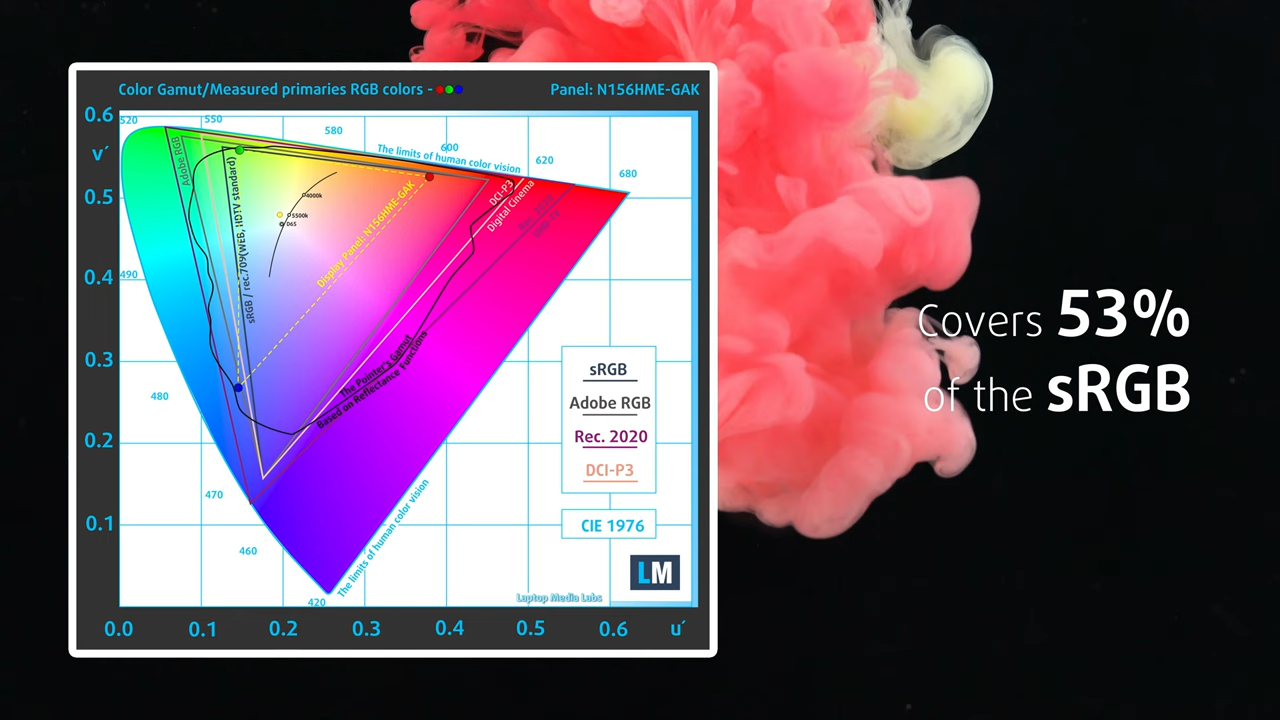 Color Gamut/Measured primaries RGB colors -
Panel: N156HME-GAK
0.6
v´
0.5
0.4
0.3
0.2
0.1
0.0
0.1
0.2
0.3
0.4
0.5
0.6
u´
520
550
580
600
620
680
490
480
470
460
420
The limits of human color vision
Adobe RGB
sRGB / rec.709(WEB, HDTV standard)
Display Panel: N156HME-GAK
4000k
5500k
D65
DCI-P3
Digital Cinema
Rec. 2020
UHD-TV
The Pointer's Gamut
Based on Reflectance Functions
The limits of human color vision
sRGB
Adobe RGB
Rec. 2020
DCI-P3
CIE 1976
LM
Laptop Media Labs
Covers 53%
of the sRGB